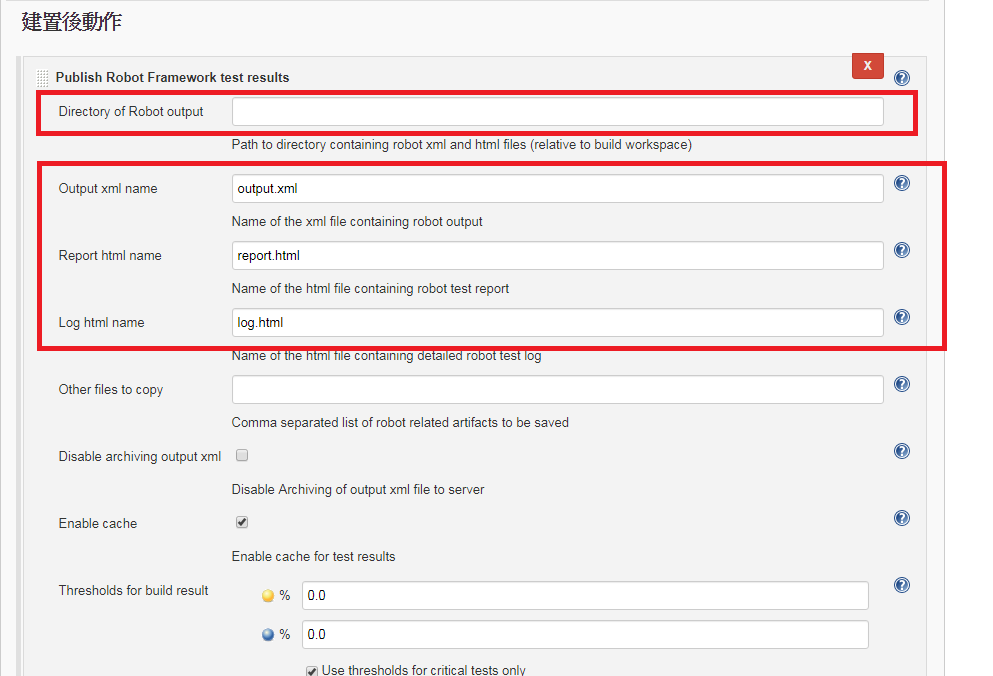 建置後動作
Publish Robot Framework test results
X
Directory of Robot output
Path to directory containing robot xml and html files (relative to build workspace)
Output xml name
output.xml
Name of the xml file containing robot output
Report html name
report.html
Name of the html file containing robot test report
Log html name
log.html
Name of the html file containing detailed robot test log
Other files to copy
Comma separated list of robot related artifacts to be saved
Disable archiving output xml
Disable Archiving of output xml file to server
Enable cache
Enable cache for test results
Thresholds for build result
% 0.0
% 0.0
Use thresholds for critical tests only